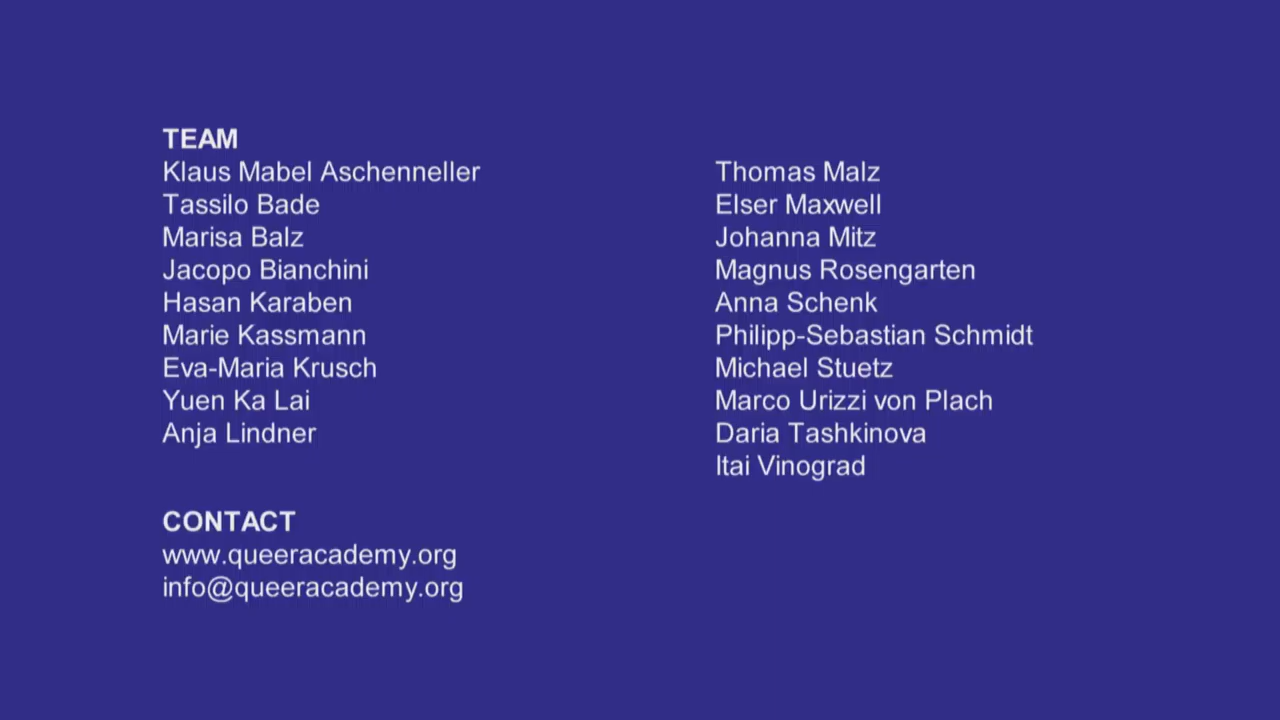 TEAM
Klaus Mabel Aschenneller
Tassilo Bade
Marisa Balz
Jacopo Bianchini
Hasan Karaben
Marie Kassmann
Eva-Maria Krusch
Yuen Ka Lai
Anja Lindner
Thomas Malz
Elser Maxwell
Johanna Mitz
Magnus Rosengarten
Anna Schenk
Philipp-Sebastian Schmidt
Michael Stuetz
Marco Urizzi von Plach
Daria Tashkinova
Itai Vinograd
CONTACT
www.queeracademy.org
info@queeracademy.org